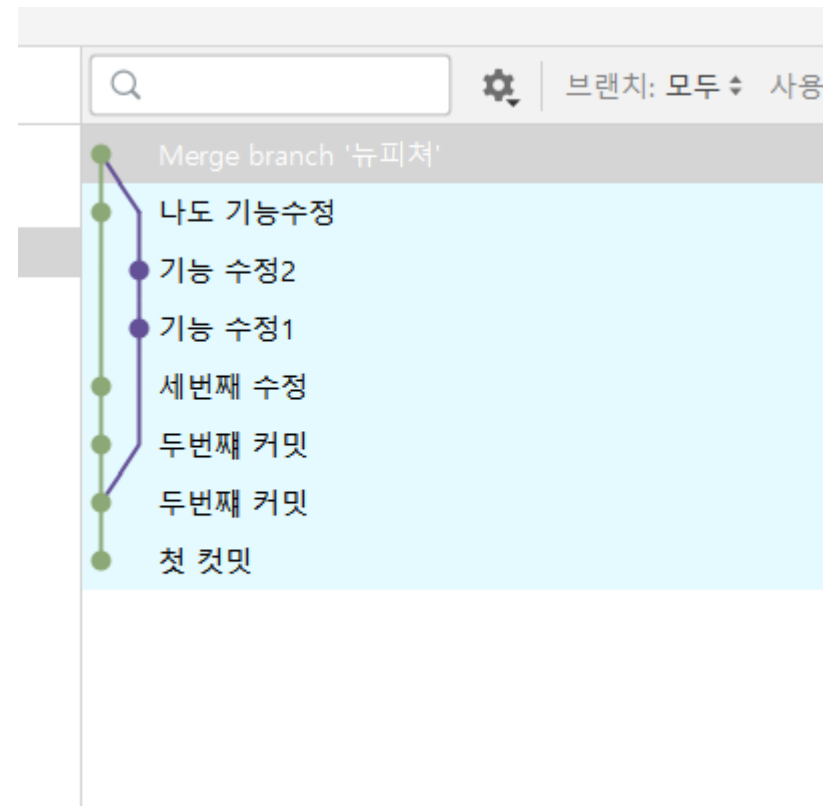 브랜치: 모두 사용
Merge branch '뉴피쳐'
나도 기능수정
기능 수정2
기능 수정1
세번째 수정
두번쨰 커밋
두번쨰 커밋
첫 컷밋